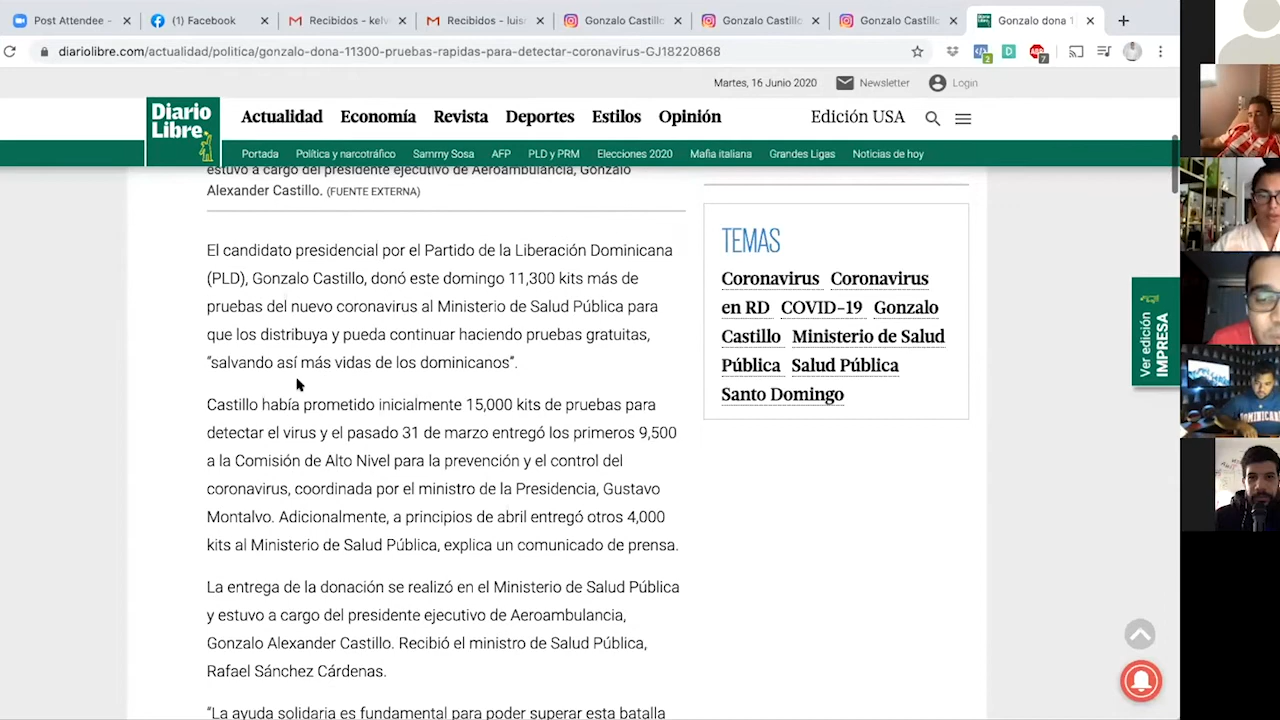 Post Attendee -
(1) Facebook
Recibidos - kelv
Recibidos - luis
Gonzalo Castillo
Gonzalo Castillo
Gonzalo Castillo
Gonzalo dona 1
diariolibre.com/actualidad/politica/gonzalo-dona-11300-pruebas-rapidas-para-detectar-coronavirus-GJ18220868
Martes, 16 Junio 2020
Newsletter
Login
Diario
Libre
Actualidad Economía Revista Deportes Estilos Opinión
Edición USA
Portada Política y narcotráfico Sammy Sosa AFP PLD y PRM Elecciones 2020 Mafia italiana Grandes Ligas Noticias de hoy
estuvo a cargo del presidente ejecutivo de Aeroambulancia, Gonzalo
Alexander Castillo. (FUENTE EXTERNA)
El candidato presidencial por el Partido de la Liberación Dominicana
(PLD), Gonzalo Castillo, donó este domingo 11,300 kits más de
pruebas del nuevo coronavirus al Ministerio de Salud Pública para
que los distribuya y pueda continuar haciendo pruebas gratuitas,
“salvando así más vidas de los dominicanos”.
Castillo había prometido inicialmente 15,000 kits de pruebas para
detectar el virus y el pasado 31 de marzo entregó los primeros 9,500
a la Comisión de Alto Nivel para la prevención y el control del
coronavirus, coordinada por el ministro de la Presidencia, Gustavo
Montalvo. Adicionalmente, a principios de abril entregó otros 4,000
kits al Ministerio de Salud Pública, explica un comunicado de prensa.
La entrega de la donación se realizó en el Ministerio de Salud Pública
y estuvo a cargo del presidente ejecutivo de Aeroambulancia,
Gonzalo Alexander Castillo. Recibió el ministro de Salud Pública,
Rafael Sánchez Cárdenas.
“La ayuda solidaria es fundamental para poder superar esta batalla
TEMAS
Coronavirus Coronavirus
en RD COVID-19 Gonzalo
Castillo Ministerio de Salud
Pública Salud Pública
Santo Domingo
Ver edición
IMPRESA